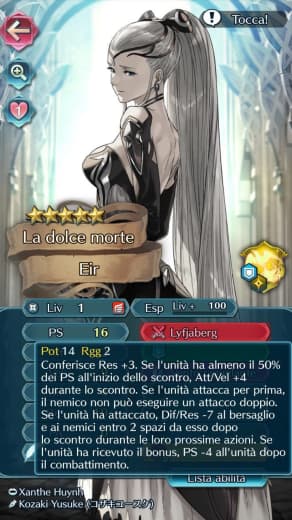 Tocca!
1
La dolce morte
Eir
Liv. 1
Esp Liv + 100
PS 16
Lyfjaberg
Pot 14 Rgg 2
Conferisce Res +3. Se l'unità ha almeno il 50%
dei PS all'inizio dello scontro, Att/Vel +4
durante lo scontro. Se l'unità attacca per prima,
il nemico non può eseguire un attacco doppio.
Se l'unità ha attaccato, Dif/Res -7 al bersaglio
e ai nemici entro 2 spazi da esso dopo
lo scontro durante le loro prossime azioni. Se
l'unità ha ricevuto il bonus, PS -4 all'unità dopo
il combattimento.
Lista abilità
Xanthe Huynh
Kozaki Yusuke (コザキユースケ)